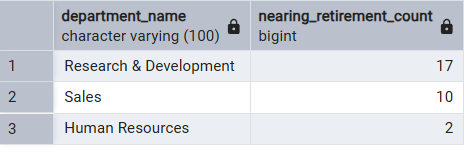 department_name nearing_retirement_count
character varying (100) bigint
1 Research & Development 17
2 Sales 10
3 Human Resources 2